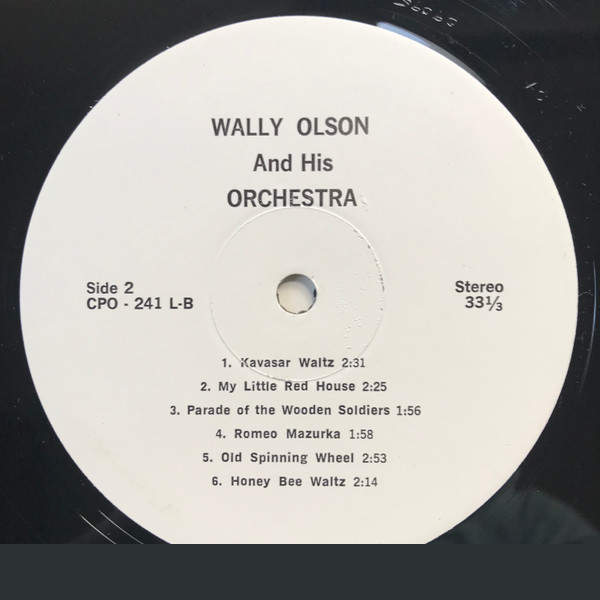 WALLY OLSON
And His
ORCHESTRA
Side 2
CPO - 241 L-B
Stereo
33⅓
1. Kavasar Waltz 2:31
2. My Little Red House 2:25
3. Parade of the Wooden Soldiers 1:56
4. Romeo Mazurka 1:58
5. Old Spinning Wheel 2:53
6. Honey Bee Waltz 2:14